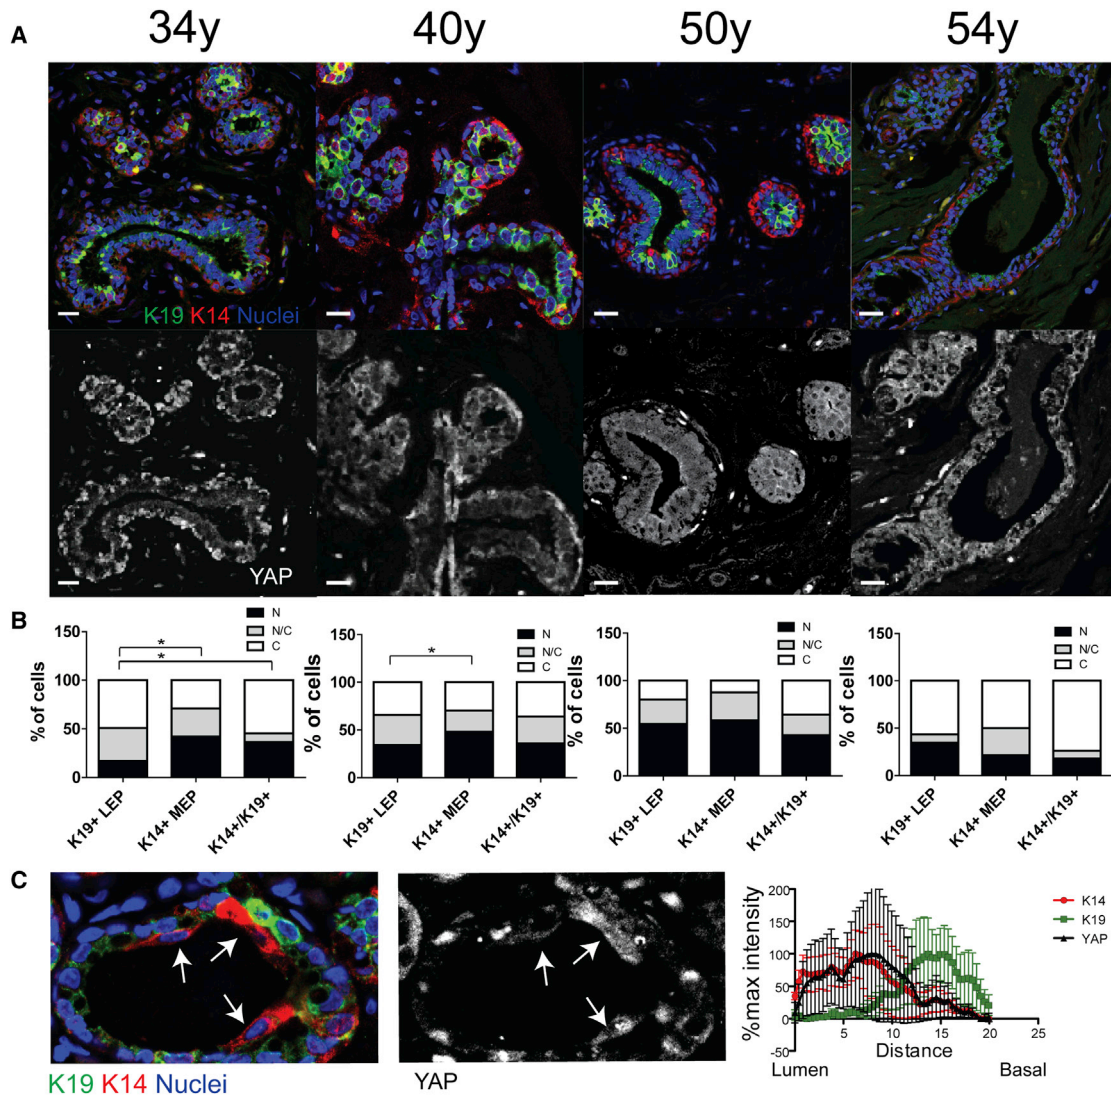 A
34y 40y 50y 54y
K19 K14 Nuclei
YAP
B
% of cells
150
100
50
0
N
N/C
C
*
*
K19+ LEP
K14+ MEP
K14+/K19+
% of cells
150
100
50
0
N
N/C
C
*
K19+ LEP
K14+ MEP
K14+/K19+
% of cells
150
100
50
0
N
N/C
C
K19+ LEP
K14+ MEP
K14+/K19+
% of cells
150
100
50
0
N
N/C
C
K19+ LEP
K14+ MEP
K14+/K19+
C
K19 K14 Nuclei
YAP
%max intensity
200
150
100
50
0
-50
5 10 15 20 25
Distance
Lumen Basal
K14
K19
YAP